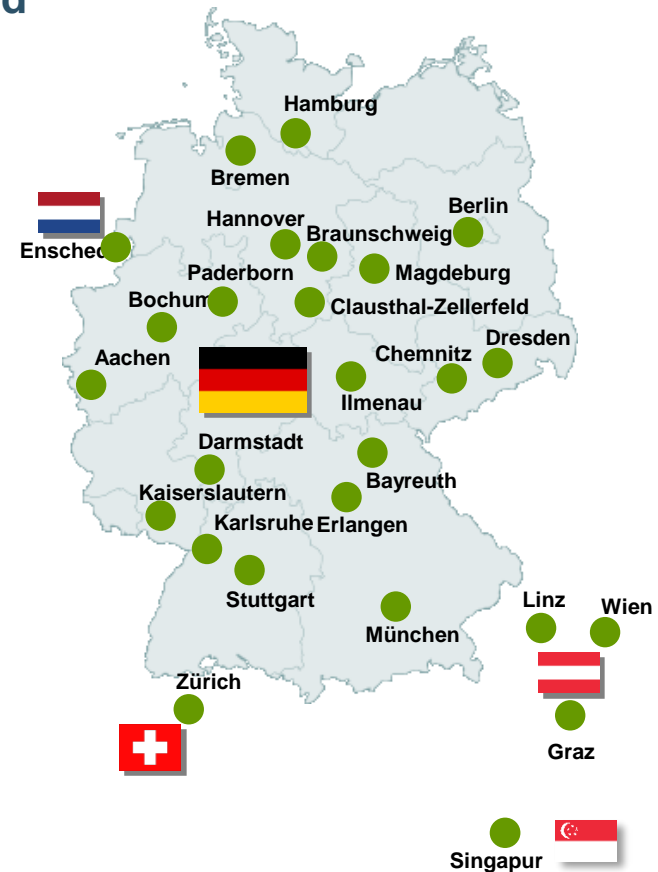 d
Hamburg
Bremen
Berlin
Hannover
Braunschweig
Paderborn
Magdeburg
Bochum
Clausthal-Zellerfeld
Dresden
Chemnitz
Aachen
Ilmenau
Darmstadt
Bayreuth
Kaiserslautern
Karlsruhe
Erlangen
Stuttgart
München
Linz
Wien
Zürich
Graz
Singapur